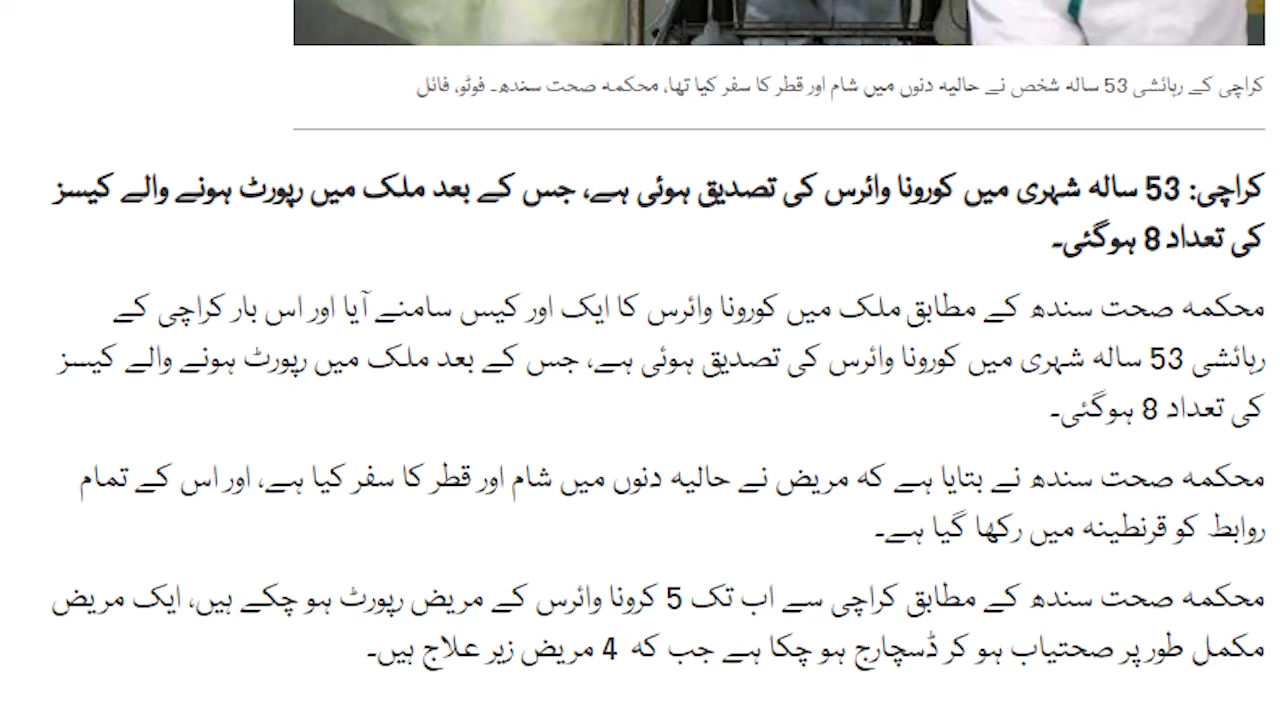 کراچی کے رہائشی 53 سالہ شخص نے حالیہ دنوں میں شام اور قطر کا سفر کیا تھا، محکمہ صحت سندھ۔ فوٹو، فائل
کراچی: 53 سالہ شہری میں کورونا وائرس کی تصدیق ہوئی ہے، جس کے بعد ملک میں رپورٹ ہونے والے کیسز
کی تعداد 8 ہوگئی۔
محکمہ صحت سندھ کے مطابق ملک میں کورونا وائرس کا ایک اور کیس سامنے آیا اور اس بار کراچی کے
رہائشی 53 سالہ شہری میں کورونا وائرس کی تصدیق ہوئی ہے، جس کے بعد ملک میں رپورٹ ہونے والے کیسز
کی تعداد 8 ہوگئی۔
محکمہ صحت سندھ نے بتایا ہے کہ مریض نے حالیہ دنوں میں شام اور قطر کا سفر کیا ہے، اور اس کے تمام
روابط کو قرنطینہ میں رکھا گیا ہے۔
محکمہ صحت سندھ کے مطابق کراچی سے اب تک 5 کرونا وائرس کے مریض رپورٹ ہو چکے ہیں، ایک مریض
مکمل طور پر صحتیاب ہو کر ڈسچارج ہو چکا ہے جب کہ 4 مریض زیر علاج ہیں۔